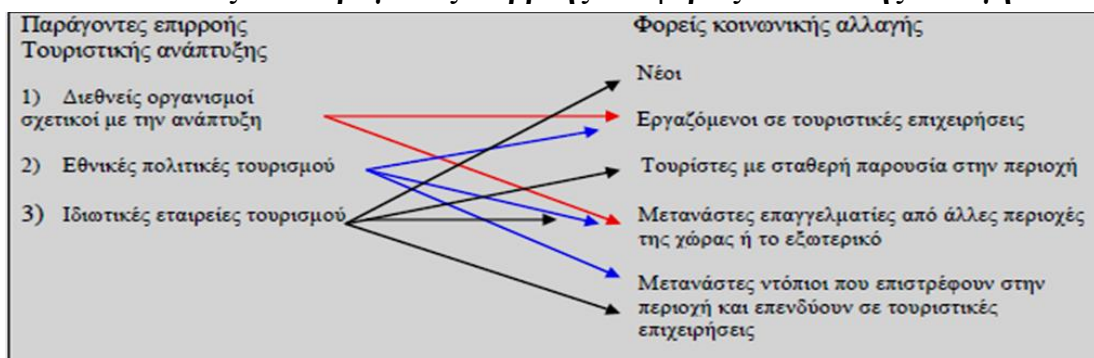 Παράγοντες επιρροής
Τουριστικής ανάπτυξης
1) Διεθνείς οργανισμοί
σχετικοί με την ανάπτυξη
2) Εθνικές πολιτικές τουρισμού
3) Ιδιωτικές εταιρείες τουρισμού
Φορείς κοινωνικής αλλαγής
Νέοι
Εργαζόμενοι σε τουριστικές επιχειρήσεις
Τουρίστες με σταθερή παρουσία στην περιοχή
Μετανάστες επαγγελματίες από άλλες περιοχές
της χώρας ή το εξωτερικό
Μετανάστες ντόπιοι που επιστρέφουν στην
περιοχή και επενδύουν σε τουριστικές
επιχειρήσεις